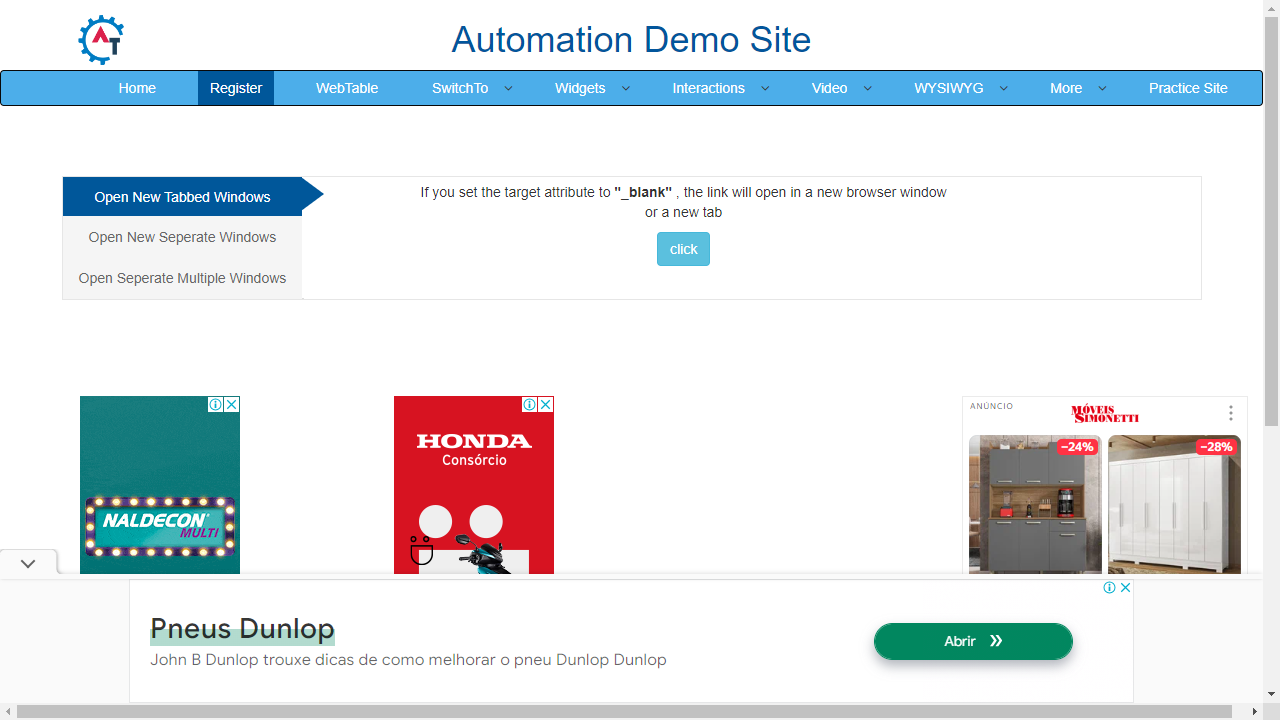 AT
Automation Demo Site
Home Register WebTable SwitchTo Widgets Interactions Video WYSIWYG More Practice Site
Open New Tabbed Windows
Open New Seperate Windows
Open Seperate Multiple Windows
If you set the target attribute to "_blank" , the link will open in a new browser window
or a new tab
click
NALDECON
MULTI
HONDA
Consórcio
ANÚNCIO
MÓVEIS
SIMONETTI
−24%
−28%
Pneus Dunlop
John B Dunlop trouxe dicas de como melhorar o pneu Dunlop Dunlop
Abrir